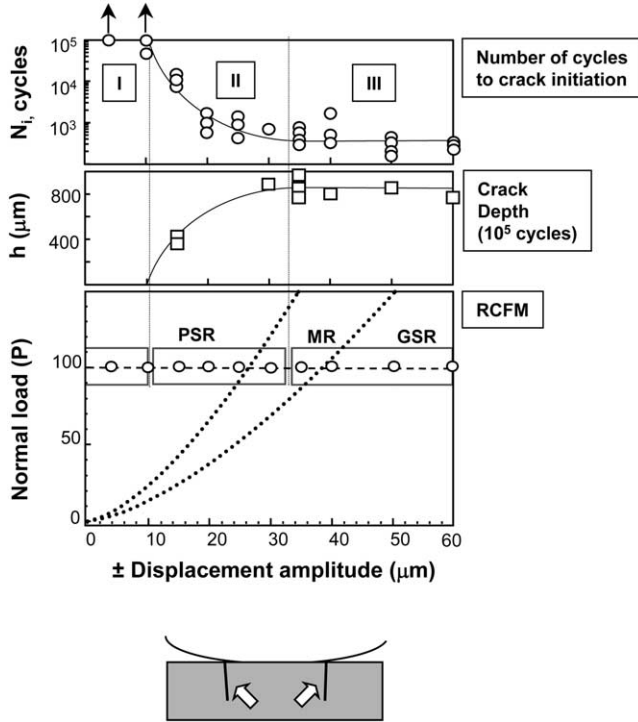 10⁵
10⁴
10³
Nᵢ, cycles
I
II
III
Number of cycles
to crack initiation
800
400
h (μm)
Crack
Depth
(10⁵ cycles)
RCFM
PSR
MR
GSR
100
50
0
Normal load (P)
0 10 20 30 40 50 60
± Displacement amplitude (μm)